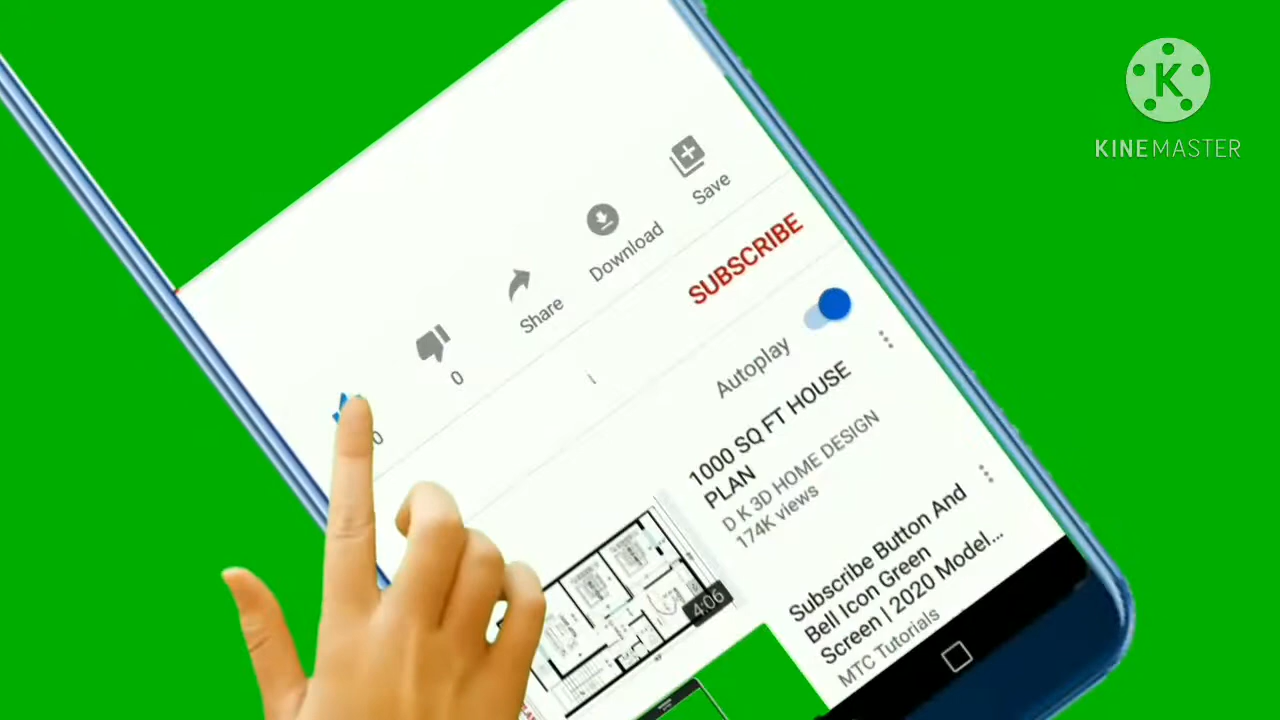 KINEMASTER
Save
Download
Share
0
0
SUBSCRIBE
Autoplay
1000 SQ FT HOUSE
PLAN
D K 3D HOME DESIGN
174K views
4:06
Subscribe Button And
Bell Icon Green
Screen | 2020 Model...
MTC Tutorials